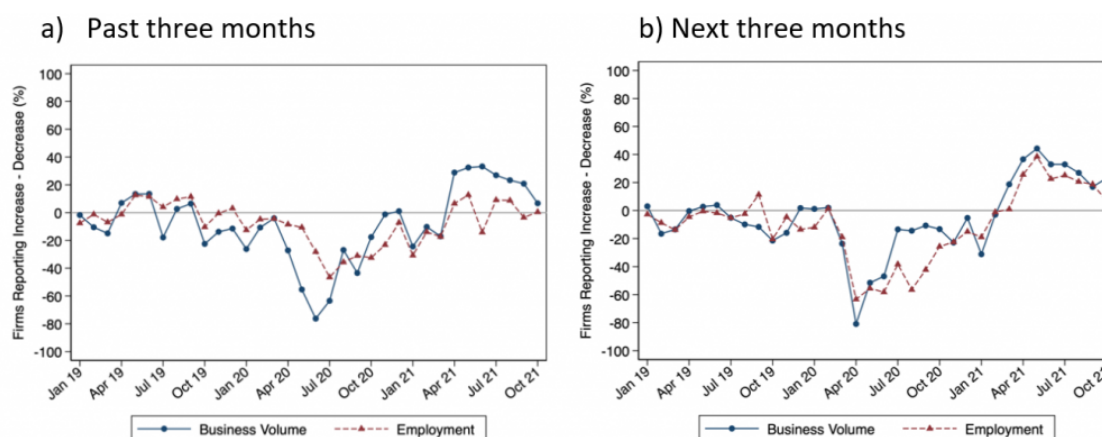 a) Past three months
b) Next three months
Firms Reporting Increase - Decrease (%)
100
80
60
40
20
0
-20
-40
-60
-80
-100
Jan 19
Apr 19
Jul 19
Oct 19
Jan 20
Apr 20
Jul 20
Oct 20
Jan 21
Apr 21
Jul 21
Oct 21
Business Volume
Employment
Firms Reporting Increase - Decrease (%)
100
80
60
40
20
0
-20
-40
-60
-80
-100
Jan 19
Apr 19
Jul 19
Oct 19
Jan 20
Apr 20
Jul 20
Oct 20
Jan 21
Apr 21
Jul 21
Oct 2
Business Volume
Employment